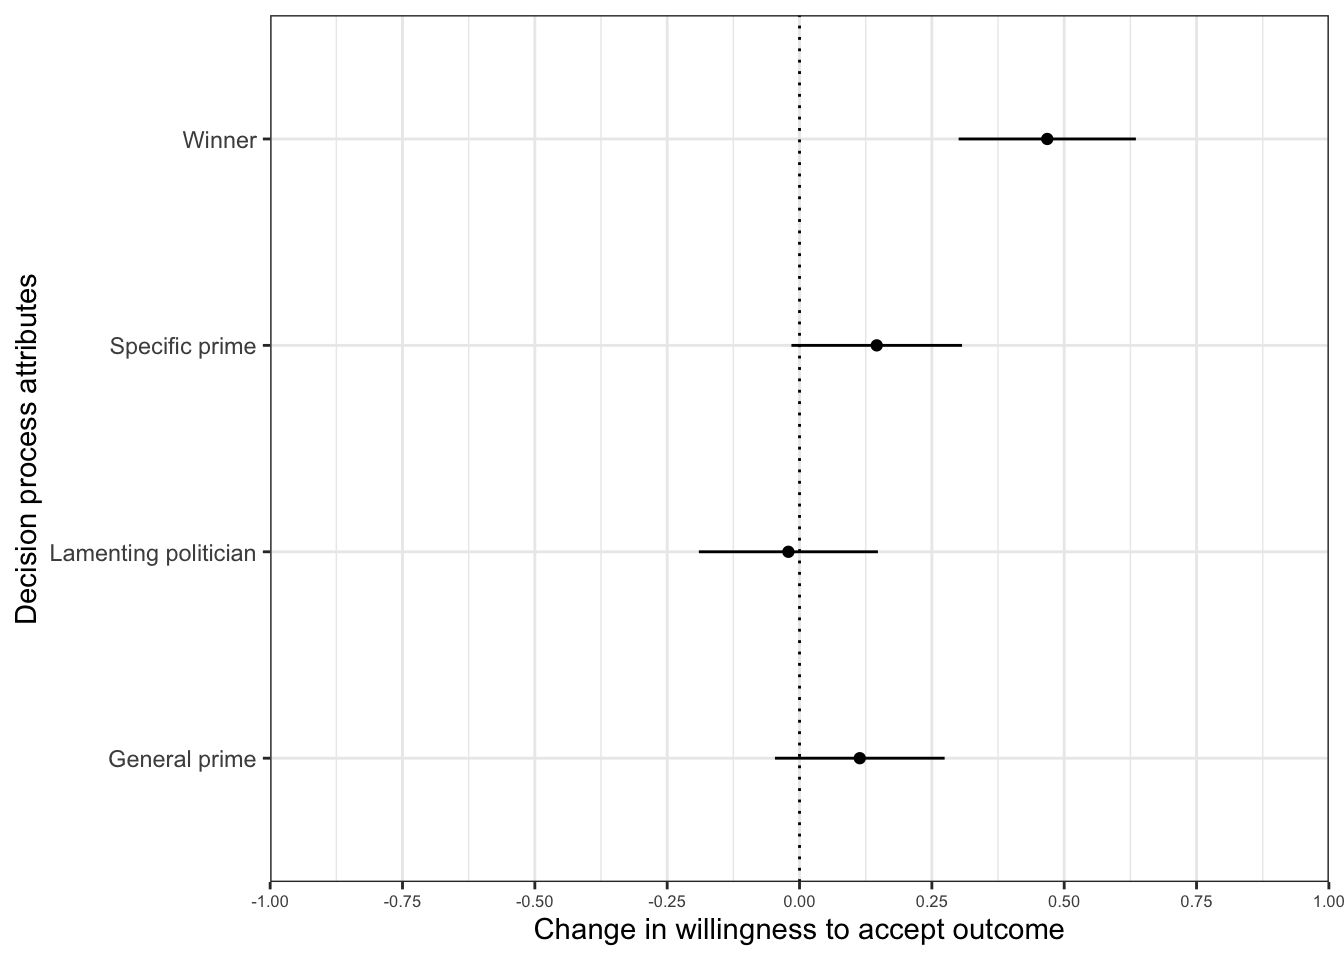 Decision process attributes
Winner
Specific prime
Lamenting politician
General prime
-1.00 -0.75 -0.50 -0.25 0.00 0.25 0.50 0.75 1.00
Change in willingness to accept outcome